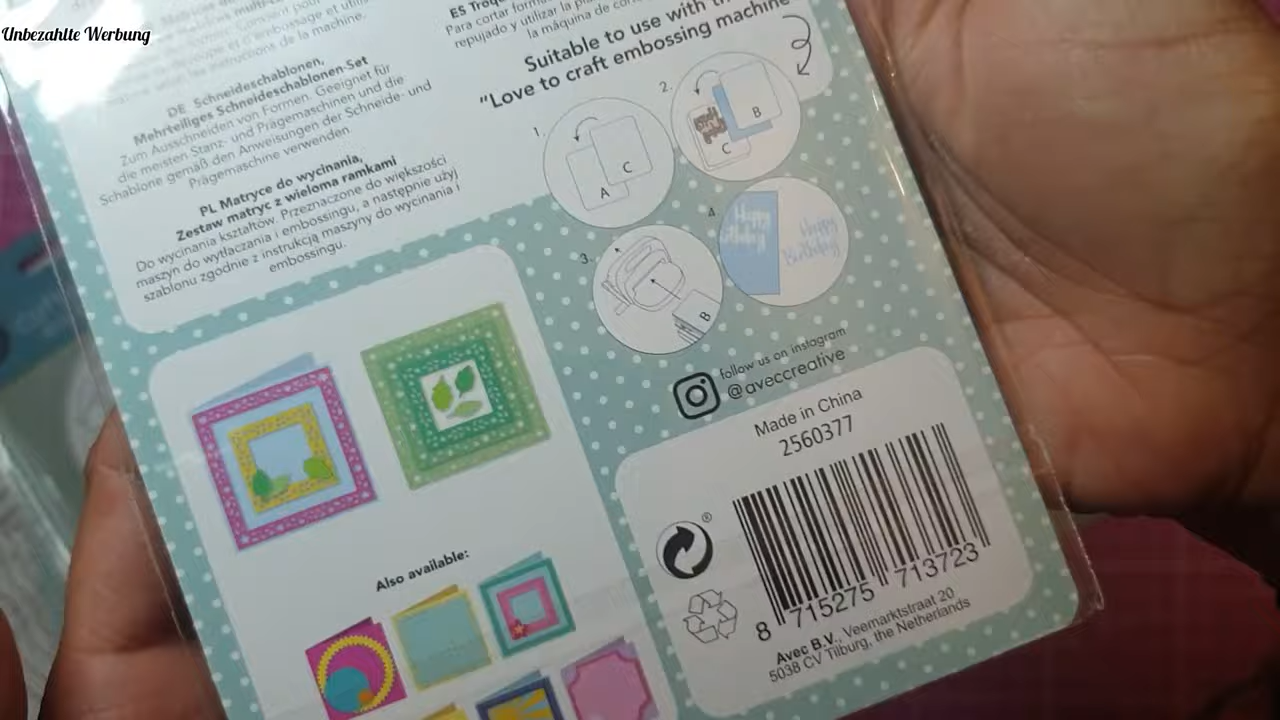 Unbezahlte Werbung
DE Schneideschablonen,
Mehrteiliges Schneideschablonen-Set
Zum Ausschneiden von Formen. Geeignet für
die meisten Stanz- und Prägemaschinen und die
Schablone gemäß den Anweisungen der Schneide- und
Prägemaschine verwenden
PL Matryce do wycinania,
Zestaw matryc z wieloma ramkami
Do wycinania kształtów. Przeznaczone do większości
maszyn do wytłaczania i embossingu, a następnie użyj
szablonu zgodnie z instrukcją maszyny do wycinania i
embossingu.
ES
Para cortar
repujado y utilizar la
la máquina de
Suitable to use with
"Love to craft embossing machine
1.
A
C
2.
C
B
3.
B
4
Happy
Birthday
Happy
Birthday
follow us on instagram
@aveccreative
Made in China
2560377
8 715275 713723
Avec B.V., Veemarktstraat 20
5038 CV Tilburg, the Netherlands
Also available: